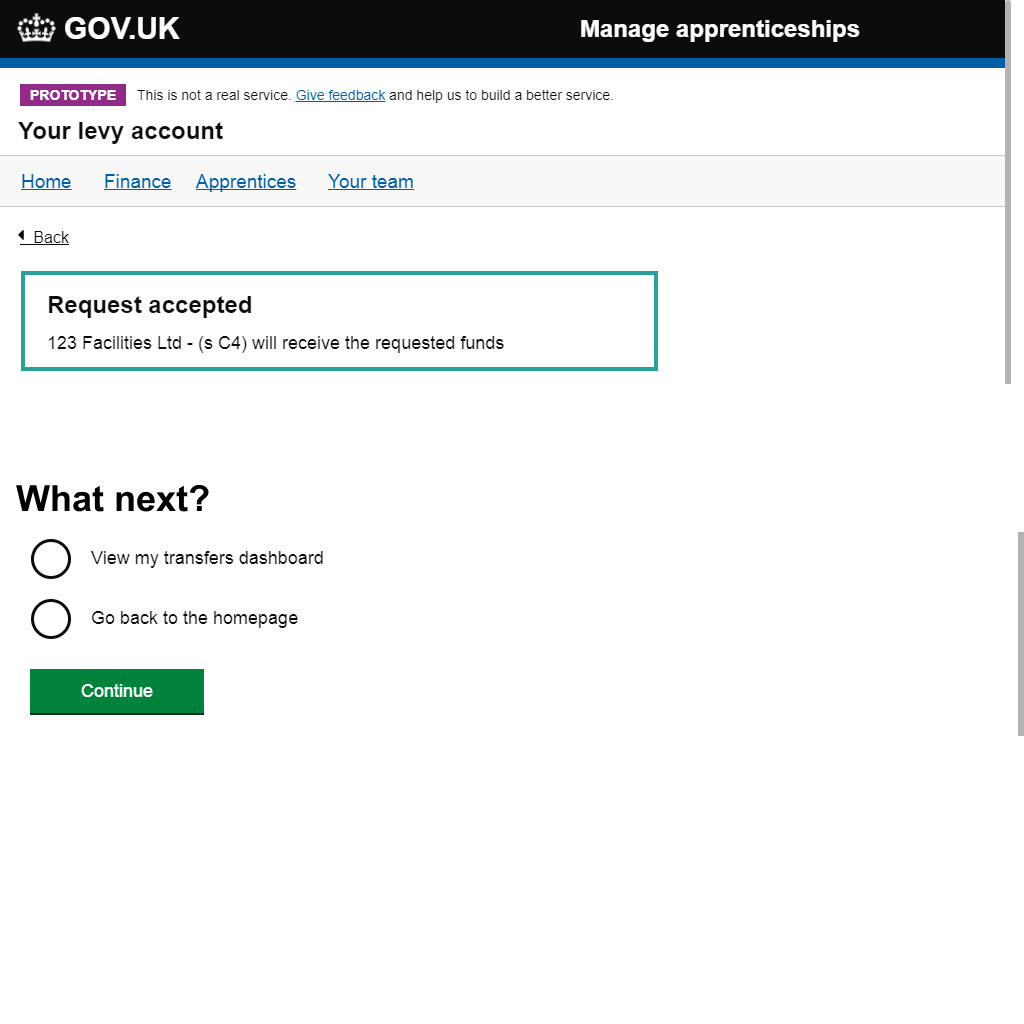 GOV.UK
Manage apprenticeships
PROTOTYPE This is not a real service. Give feedback and help us to build a better service.
Your levy account
Home Finance Apprentices Your team
Back
Request accepted
123 Facilities Ltd - (s C4) will receive the requested funds
What next?
View my transfers dashboard
Go back to the homepage
Continue